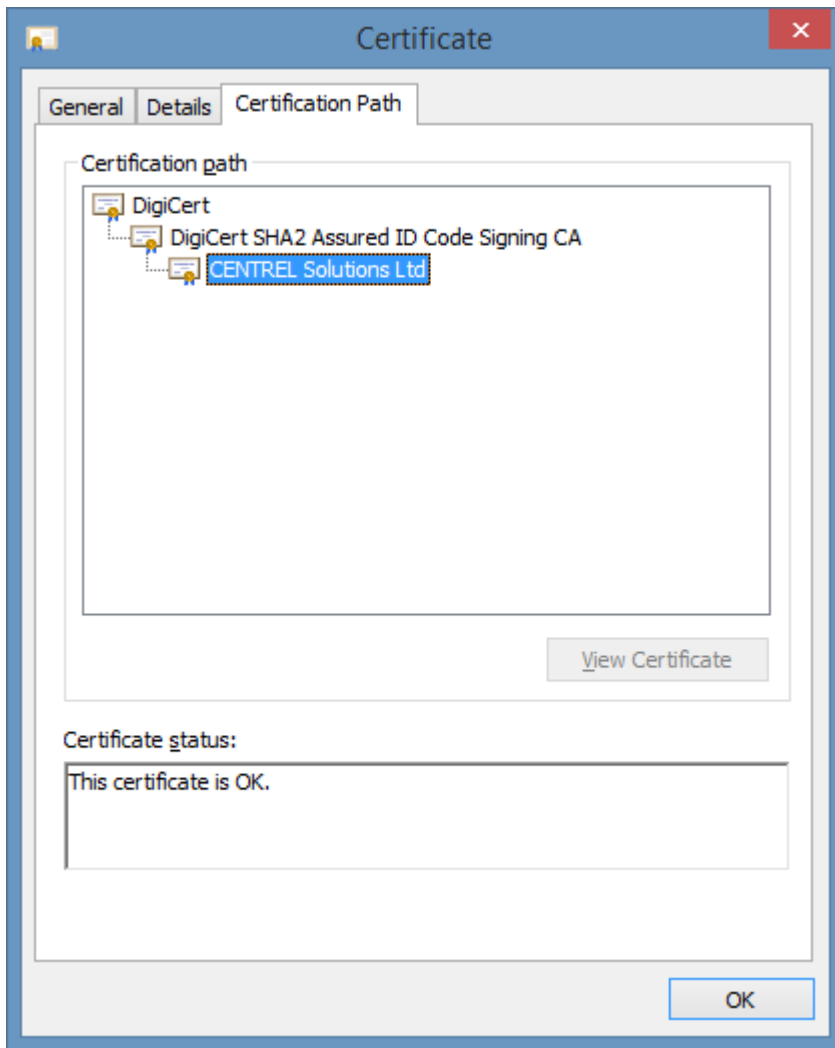 Certificate
General Details Certification Path
Certification path
DigiCert
DigiCert SHA2 Assured ID Code Signing CA
CENTREL Solutions Ltd
View Certificate
Certificate status:
This certificate is OK.
OK